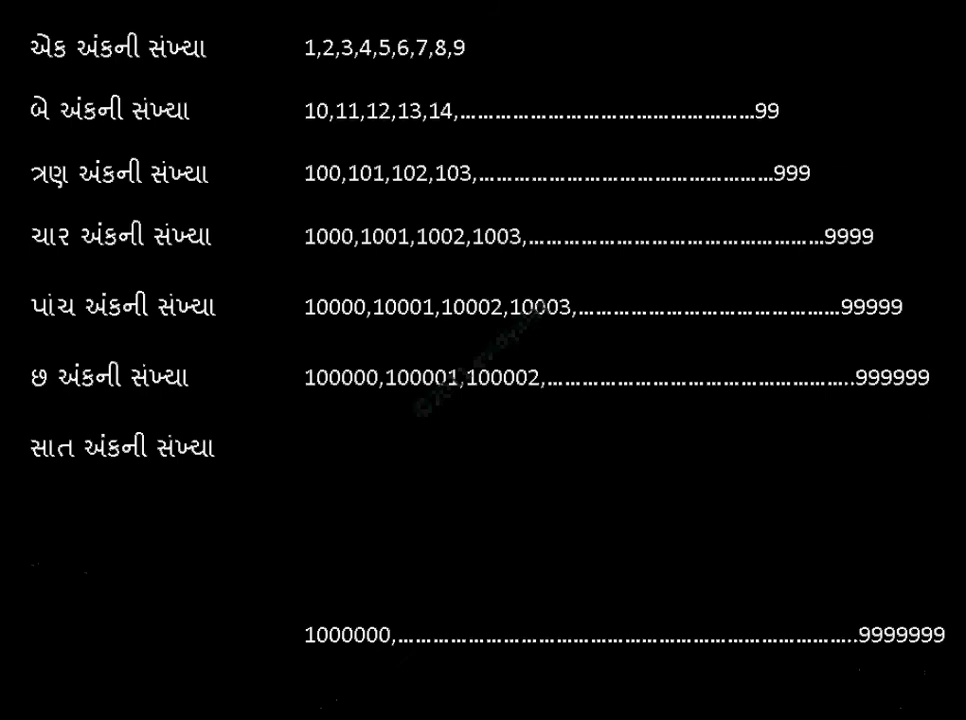 એક અંકની સંખ્યા 1,2,3,4,5,6,7,8,9
બે અંકની સંખ્યા 10,11,12,13,14,……………………………………………99
ત્રણ અંકની સંખ્યા 100,101,102,103,……………………………………………999
ચાર અંકની સંખ્યા 1000,1001,1002,1003,……………………………………………9999
પાંચ અંકની સંખ્યા 10000,10001,10002,10003,………………………………………99999
છ અંકની સંખ્યા 100000,100001,100002,……………………………………………..999999
સાત અંકની સંખ્યા
1000000,……………………………………………………………………..9999999